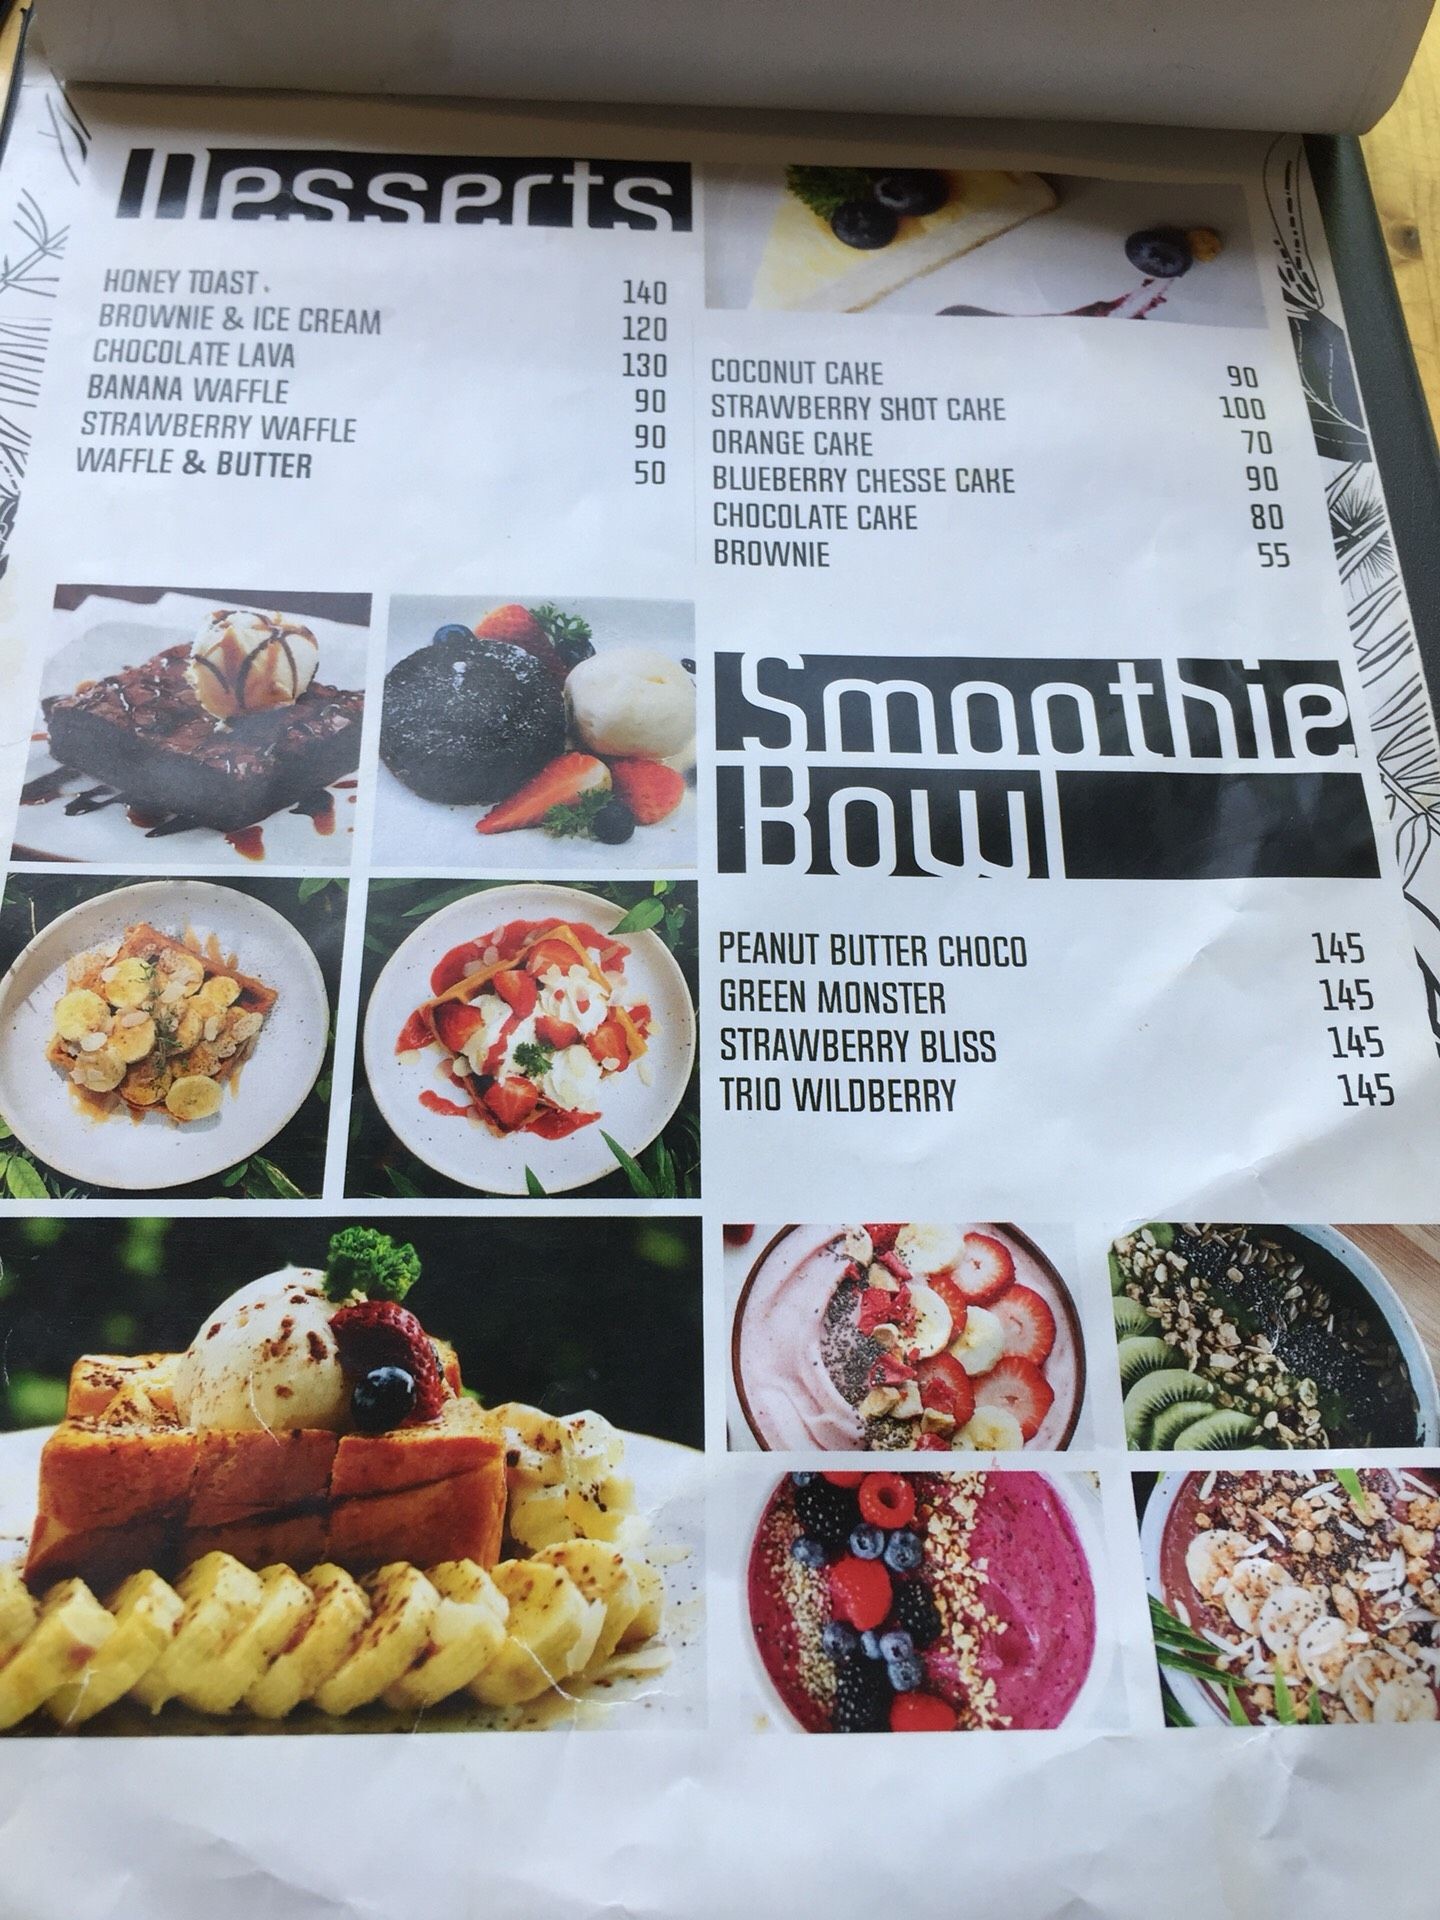 Desserts
HONEY TOAST. 140
BROWNIE & ICE CREAM 120
CHOCOLATE LAVA 130
BANANA WAFFLE 90
STRAWBERRY WAFFLE 90
WAFFLE & BUTTER 50
COCONUT CAKE 90
STRAWBERRY SHOT CAKE 100
ORANGE CAKE 70
BLUEBERRY CHESSE CAKE 90
CHOCOLATE CAKE 80
BROWNIE 55
Smoothie
Bowl
PEANUT BUTTER CHOCO 145
GREEN MONSTER 145
STRAWBERRY BLISS 145
TRIO WILDBERRY 145